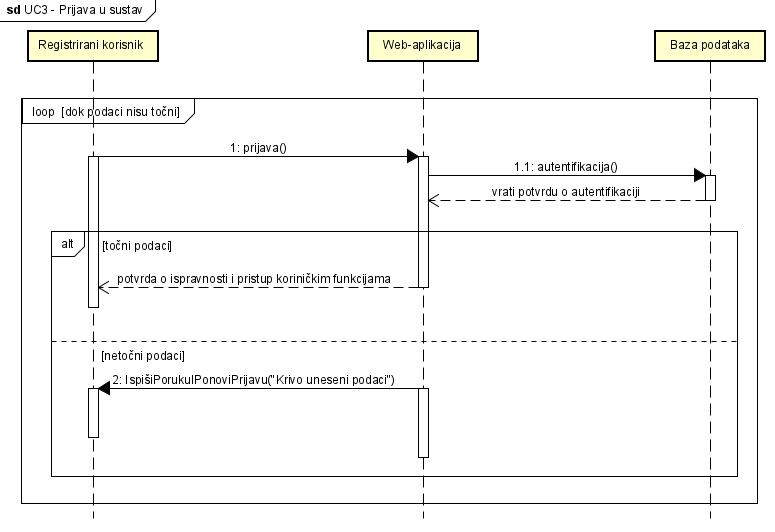 sd UC3 - Prijava u sustav
Registrirani korisnik
Web-aplikacija
Baza podataka
loop [dok podaci nisu točni]
1: prijava()
1.1: autentifikacija()
vrati potvrdu o autentifikaciji
alt
[točni podaci]
potvrda o ispravnosti i pristup koriničkim funkcijama
[netočni podaci]
2: IspišiPorukuIPonoviPrijavu("Krivo uneseni podaci")